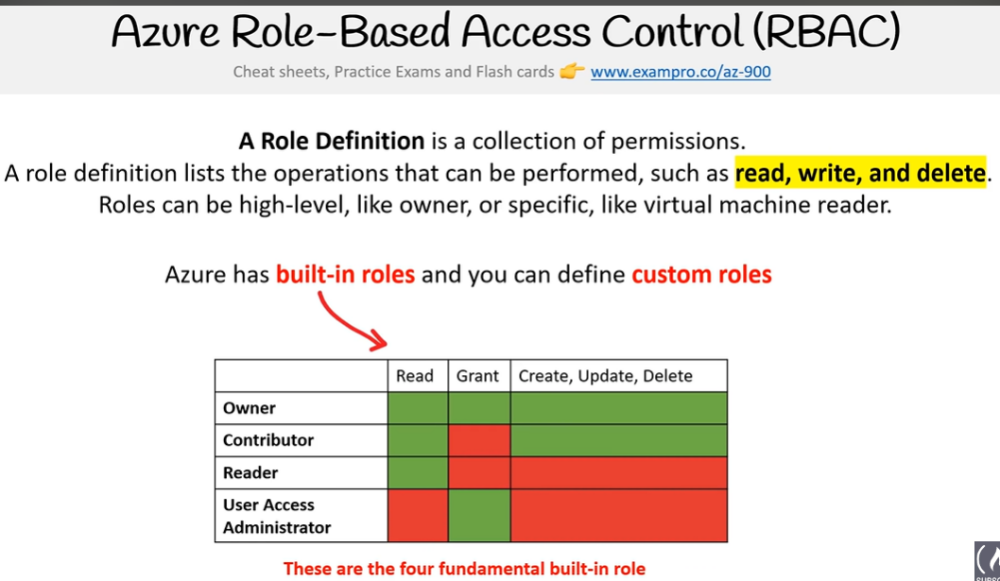 Azure Role-Based Access Control (RBAC)
Cheat sheets, Practice Exams and Flash cards 👉 www.exampro.co/az-900
A Role Definition is a collection of permissions.
A role definition lists the operations that can be performed, such as read, write, and delete.
Roles can be high-level, like owner, or specific, like virtual machine reader.
Azure has built-in roles and you can define custom roles
Read Grant Create, Update, Delete
Owner
Contributor
Reader
User Access
Administrator
These are the four fundamental built-in role